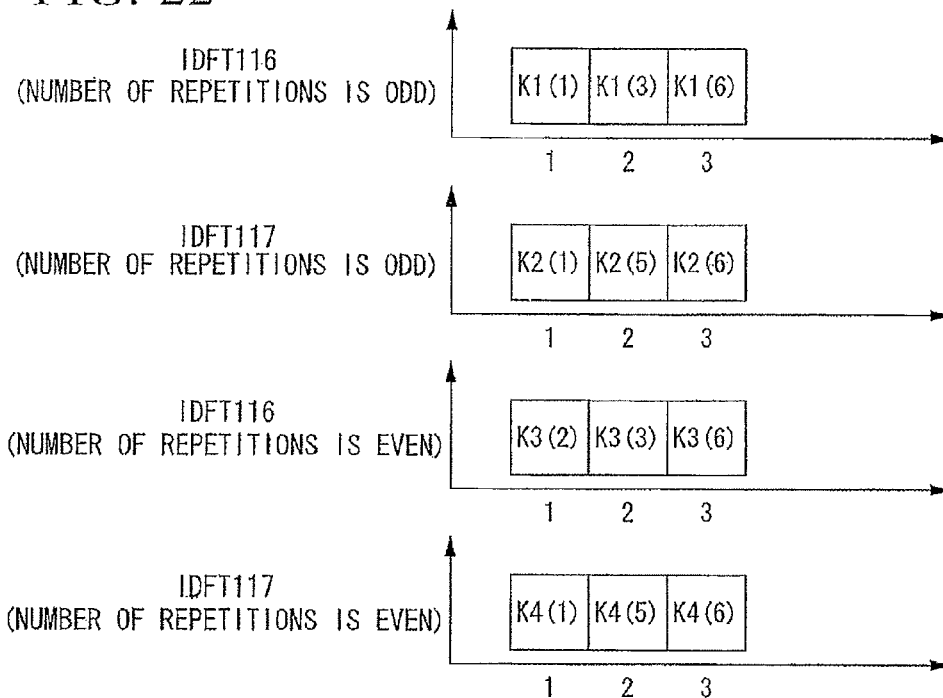 FIG. 22
IDFT116
(NUMBER OF REPETITIONS IS ODD)
K1(1) K1(3) K1(6)
1 2 3
IDFT117
(NUMBER OF REPETITIONS IS ODD)
K2(1) K2(5) K2(6)
1 2 3
IDFT116
(NUMBER OF REPETITIONS IS EVEN)
K3(2) K3(3) K3(6)
1 2 3
IDFT117
(NUMBER OF REPETITIONS IS EVEN)
K4(1) K4(5) K4(6)
1 2 3